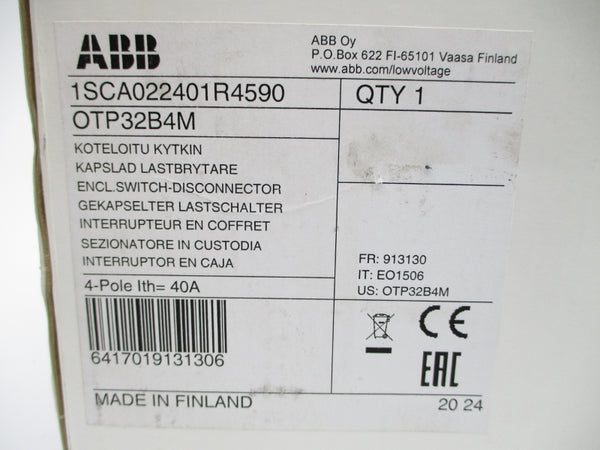 ABB
ABB Oy
P.O.Box 622 FI-65101 Vaasa Finland
www.abb.com/lowvoltage
1SCA022401R4590
QTY 1
OTP32B4M
KOTELOITU KYTKIN
KAPSLAD LASTBRYTARE
ENCL.SWITCH-DISCONNECTOR
GEKAPSELTER LASTSCHALTER
INTERRUPTEUR EN COFFRET
SEZIONATORE IN CUSTODIA
INTERRUPTOR EN CAJA
FR: 913130
IT: EO1506
US: OTP32B4M
4-Pole Ith= 40A
6417019131306
CE
EAC
MADE IN FINLAND
20 24